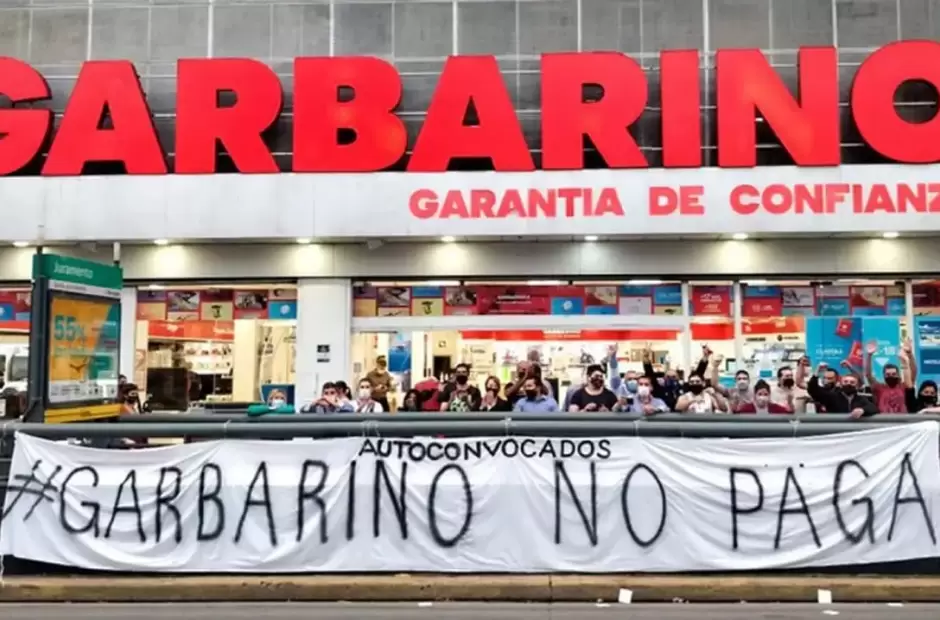 GARBARINO
GARANTIA DE CONFIANZ
Juramento
55%
AUTOCONVOCADOS
#GARBARINO NO PAGA